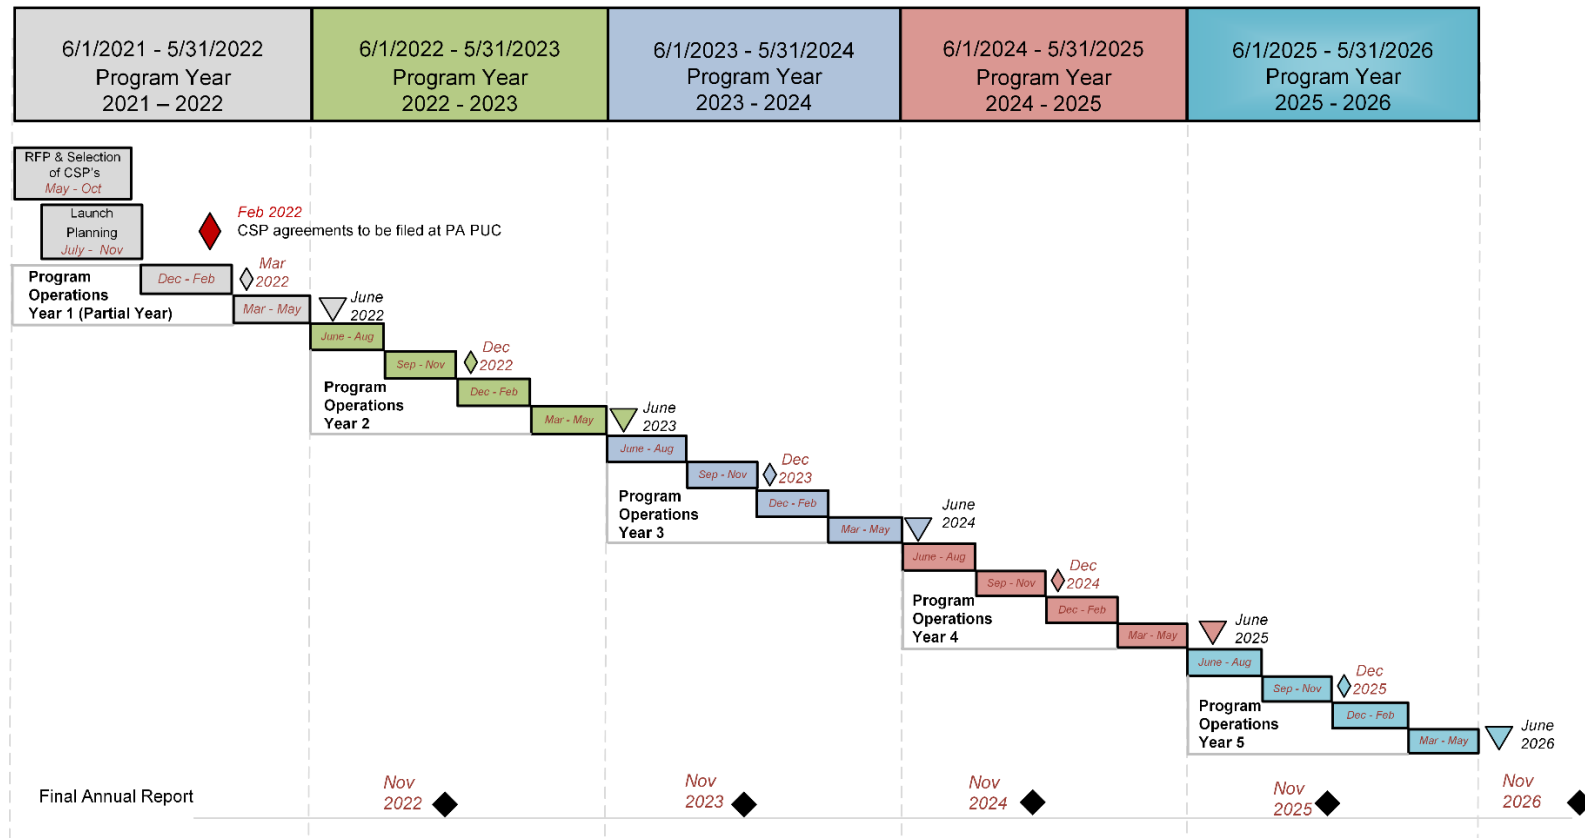 6/1/2021 - 5/31/2022
Program Year
2021 – 2022
6/1/2022 - 5/31/2023
Program Year
2022 - 2023
6/1/2023 - 5/31/2024
Program Year
2023 - 2024
6/1/2024 - 5/31/2025
Program Year
2024 - 2025
6/1/2025 - 5/31/2026
Program Year
2025 - 2026
RFP & Selection
of CSP's
May - Oct
Launch
Planning
July - Nov
Feb 2022
CSP agreements to be filed at PA PUC
Program
Operations
Year 1 (Partial Year)
Dec - Feb
Mar
2022
Mar - May
June
2022
June - Aug
Sep - Nov
Dec
2022
Program
Operations
Year 2
Dec - Feb
Mar - May
June
2023
June - Aug
Sep - Nov
Dec
2023
Program
Operations
Year 3
Dec - Feb
Mar - May
June
2024
June - Aug
Sep - Nov
Dec
2024
Program
Operations
Year 4
Dec - Feb
Mar - May
June
2025
June - Aug
Sep - Nov
Dec
2025
Program
Operations
Year 5
Dec - Feb
Mar - May
June
2026
Final Annual Report
Nov
2022
Nov
2023
Nov
2024
Nov
2025
Nov
2026